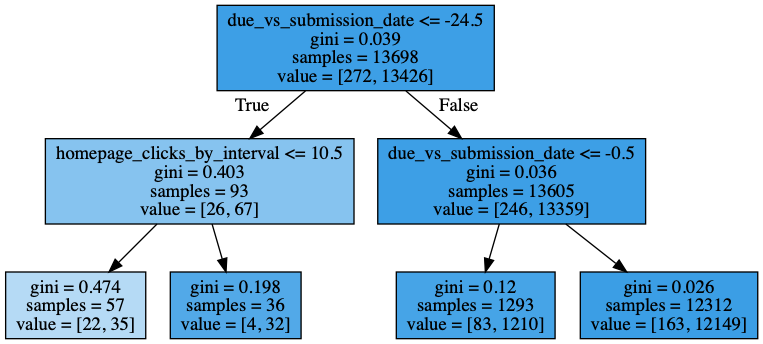 due_vs_submission_date <= -24.5
gini = 0.039
samples = 13698
value = [272, 13426]
True
False
homepage_clicks_by_interval <= 10.5
gini = 0.403
samples = 93
value = [26, 67]
due_vs_submission_date <= -0.5
gini = 0.036
samples = 13605
value = [246, 13359]
gini = 0.474
samples = 57
value = [22, 35]
gini = 0.198
samples = 36
value = [4, 32]
gini = 0.12
samples = 1293
value = [83, 1210]
gini = 0.026
samples = 12312
value = [163, 12149]